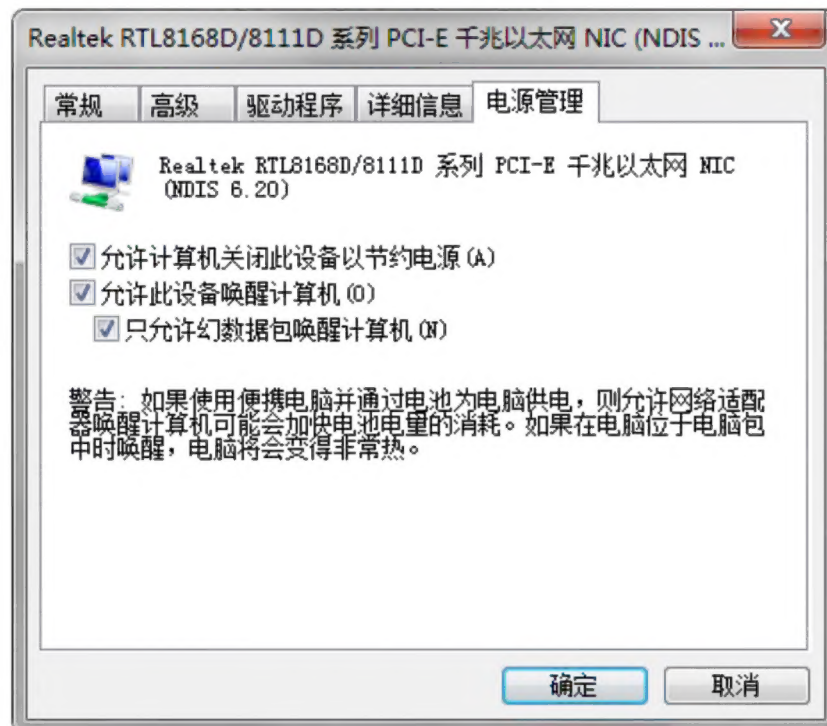 Realtek RTL8168D/8111D 系列 PCI-E 千兆以太网 NIC (NDIS ...
常规 高级 驱动程序 详细信息 电源管理
Realtek RTL8168D/8111D 系列 PCI-E 千兆以太网 NIC
(NDIS 6.20)
允许计算机关闭此设备以节约电源(A)
允许此设备唤醒计算机(O)
只允许幻数据包唤醒计算机(N)
警告: 如果使用便携电脑并通过电池为电脑供电，则允许网络适配
器唤醒计算机可能会加快电池电量的消耗。如果在电脑位于电脑包
中时唤醒，电脑将会变得非常热。
确定 取消